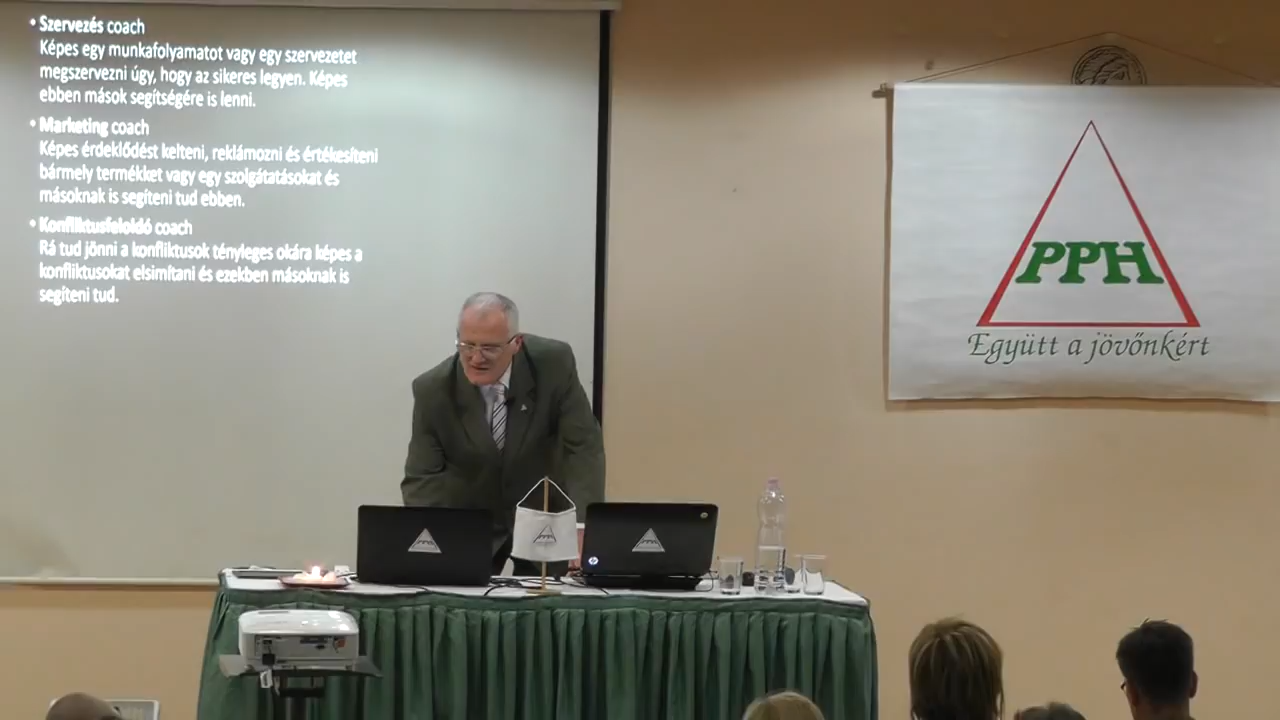 • Szervezés coach
Képes egy munkafolyamatot vagy egy szervezetet
megszervezni úgy, hogy az sikeres legyen. Képes
ebben mások segítségére is lenni.
• Marketing coach
Képes érdeklődést kelteni, reklámozni és értékesíteni
bármely termékket vagy egy szolgátatásokat és
másoknak is segíteni tud ebben.
• Konfliktusfeloldó coach
Rá tud jönni a konfliktusok tényleges okára képes a
konfliktusokat elsimítani és ezekben másoknak is
segíteni tud.
PPH
Együtt a jövőnkért
PPH
PPH
PPH
hp